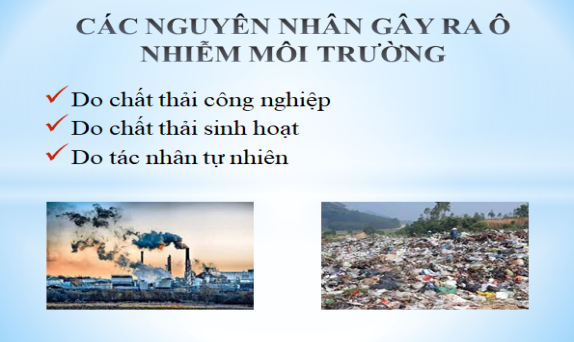 CÁC NGUYÊN NHÂN GÂY RA Ô
NHIỄM MÔI TRƯỜNG
Do chất thải công nghiệp
Do chất thải sinh hoạt
Do tác nhân tự nhiên